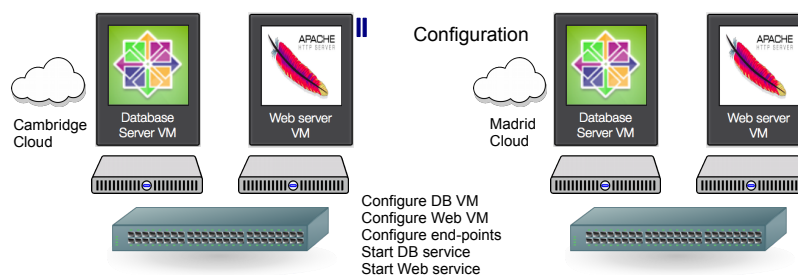 II
Configuration
APACHE
HTTP SERVER
Cambridge
Cloud
Database
Server VM
Web server
VM
APACHE
HTTP SERVER
Madrid
Cloud
Database
Server VM
Web server
VM
Configure DB VM
Configure Web VM
Configure end-points
Start DB service
Start Web service